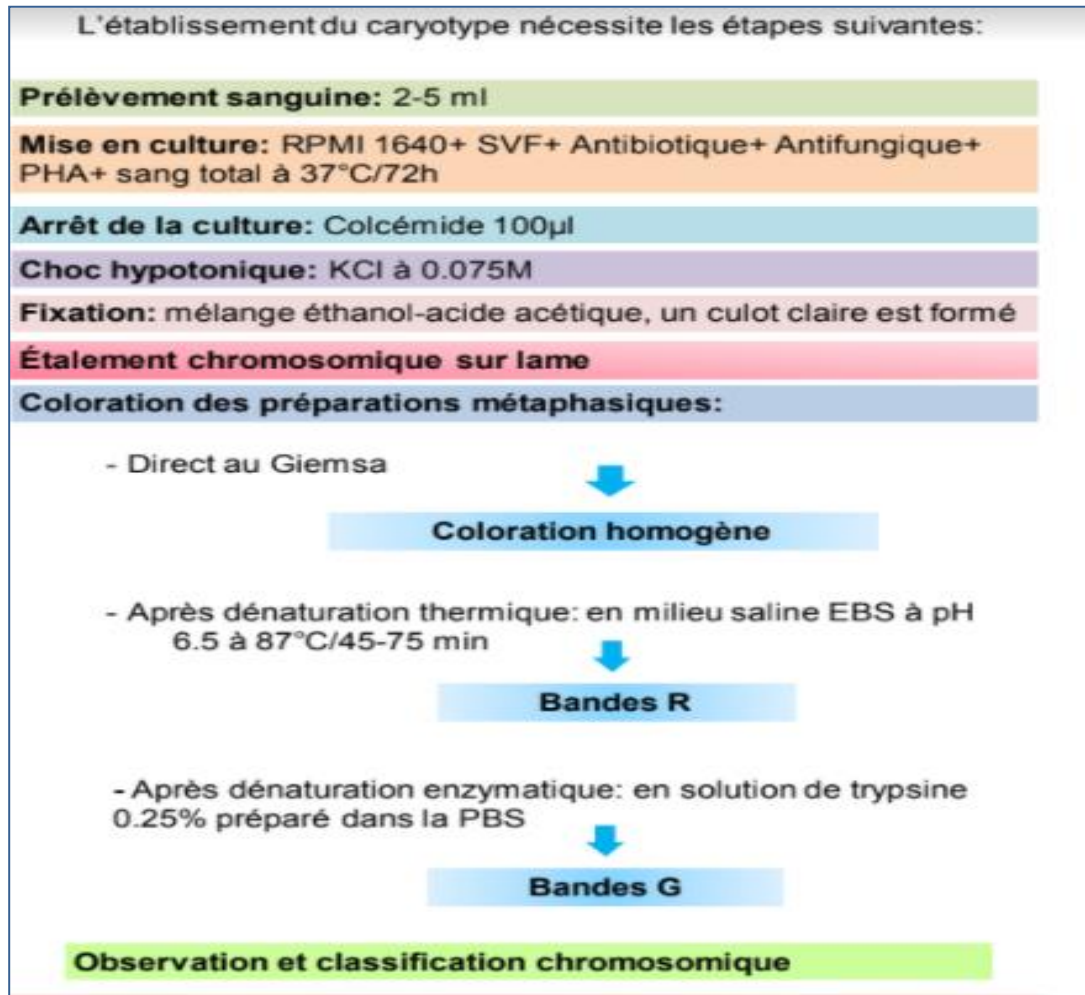 L'établissement du caryotype nécessite les étapes suivantes:
Prélèvement sanguine: 2-5 ml
Mise en culture: RPMI 1640+ SVF+ Antibiotique+ Antifungique+
PHA+ sang total à 37°C/72h
Arrêt de la culture: Colcémide 100µl
Choc hypotonique: KCl à 0.075M
Fixation: mélange éthanol-acide acétique, un culot claire est formé
Étalement chromosomique sur lame
Coloration des préparations métaphasiques:
- Direct au Giemsa
Coloration homogène
- Après dénaturation thermique: en milieu saline EBS à pH
6.5 à 87°C/45-75 min
Bandes R
- Après dénaturation enzymatique: en solution de trypsine
0.25% préparé dans la PBS
Bandes G
Observation et classification chromosomique